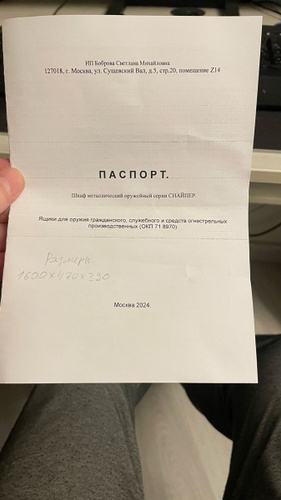 ИП Боброва Светлана Михайловна
127018, г. Москва, ул. Сущевский Вал, д.5, стр.20, помещение Z14
ПАСПОРТ.
Шкаф металлический оружейный серии СНАЙПЕР.
Ящики для оружия гражданского, служебного и средств огнестрельных
производственных (ОКП 71 8970)
Размеры
1600х420х390
Москва 2024.